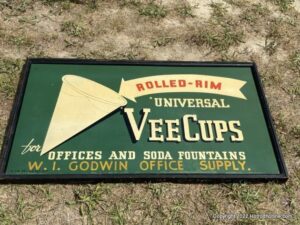 ROLLED-RIM
UNIVERSAL
VEECUPS
for
OFFICES AND SODA FOUNTAINS
W. I. GODWIN OFFICE SUPPLY.